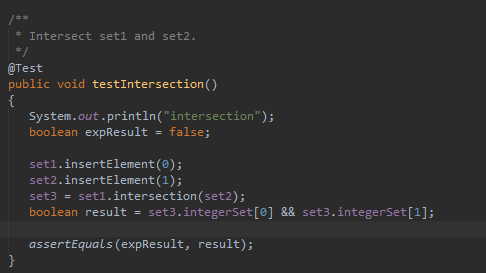 /**
 * Intersect set1 and set2.
 */
@Test
public void testIntersection()
{
   System.out.println("intersection");
   boolean expResult = false;

   set1.insertElement(0);
   set2.insertElement(1);
   set3 = set1.intersection(set2);
   boolean result = set3.integerSet[0] && set3.integerSet[1];

   assertEquals(expResult, result);
}